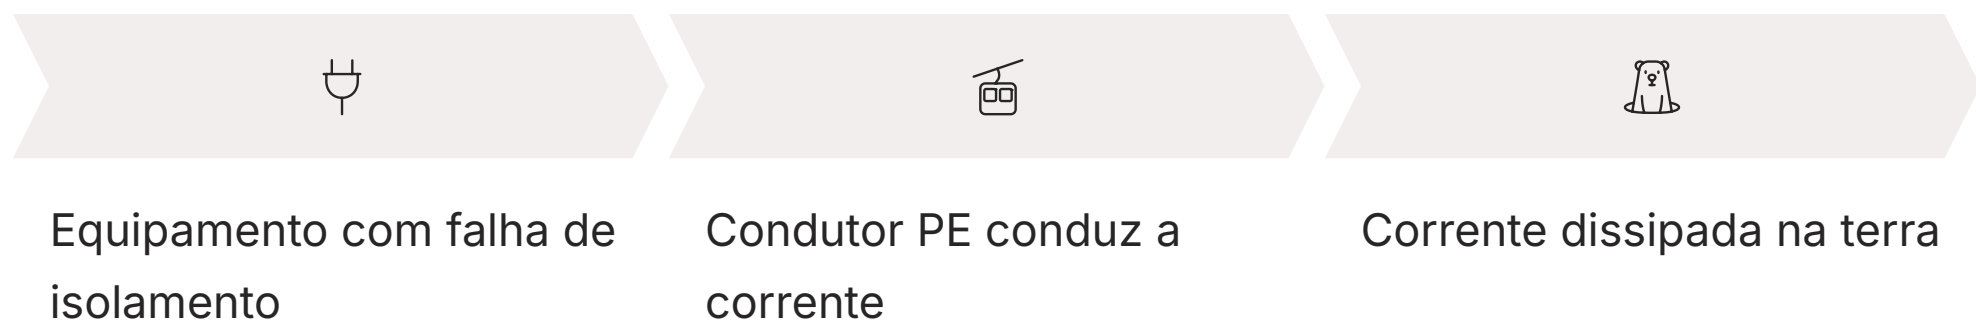 Equipamento com falha de
isolamento
Condutor PE conduz a
corrente
Corrente dissipada na terra